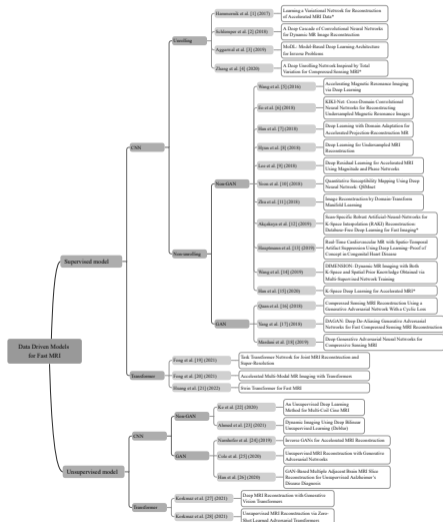 Hammernik et al. [1] (2017)
Learning a Variational Network for Reconstruction
of Accelerated MRI Data*
Schlemper et al. [2] (2018)
A Deep Cascade of Convolutional Neural Networks
for Dynamic MR Image Reconstruction
Unrolling
Aggarwal et al. [3] (2019)
MoDL: Model-Based Deep Learning Architecture
for Inverse Problems
Zhang et al. [4] (2020)
A Deep Unrolling Network Inspired by Total
Variation for Compressed Sensing MRI*
CNN
Wang et al. [5] (2016)
Accelerating Magnetic Resonance Imaging
via Deep Learning
Eo et al. [6] (2018)
KIKI-Net: Cross-Domain Convolutional
Neural Networks for Reconstructing
Undersampled Magnetic Resonance Images
Han et al. [7] (2018)
Deep Learning with Domain Adaptation for
Accelerated Projection-Reconstruction MR
Hyun et al. [8] (2018)
Deep Learning for Undersampled MRI
Reconstruction
Lee et al. [9] (2018)
Deep Residual Learning for Accelerated MRI
Using Magnitude and Phase Networks
Non-GAN
Yoon et al. [10] (2018)
Quantitative Susceptibility Mapping Using Deep
Neural Network: QSMnet
Zhu et al. [11] (2018)
Image Reconstruction by Domain-Transform
Manifold Learning
Akçakaya et al. [12] (2019)
Scan-Specific Robust Artificial-Neural-Networks for
K-Space Interpolation (RAKI) Reconstruction:
Database-Free Deep Learning for Fast Imaging*
Non-unrolling
Hauptmann et al. [13] (2019)
Real-Time Cardiovascular MR with Spatio-Temporal
Artifact Suppression Using Deep Learning–Proof of
Concept in Congenital Heart Disease
Supervised model
Wang et al. [14] (2019)
DIMENSION: Dynamic MR Imaging with Both
K-Space and Spatial Prior Knowledge Obtained via
Multi-Supervised Network Training
Han et al. [15] (2020)
K-Space Deep Learning for Accelerated MRI*
Quan et al. [16] (2018)
Compressed Sensing MRI Reconstruction Using a
Generative Adversarial Network With a Cyclic Loss
GAN
Yang et al. [17] (2018)
DAGAN: Deep De-Aliasing Generative Adversarial
Networks for Fast Compressed Sensing MRI Reconstruction
Mardani et al. [18] (2019)
Deep Generative Adversarial Neural Networks for
Compressive Sensing MRI
Data Driven Models
for Fast MRI
Feng et al. [19] (2021)
Task Transformer Network for Joint MRI Reconstruction and
Super-Resolution
Transformer
Feng et al. [20] (2021)
Accelerated Multi-Modal MR Imaging with Transformers
Huang et al. [21] (2022)
Swin Transformer for Fast MRI
Ke et al. [22] (2020)
An Unsupervised Deep Learning
Method for Multi-Coil Cine MRI
Non-GAN
Ahmed et al. [23] (2021)
Dynamic Imaging Using Deep Bilinear
Unsupervised Learning (DeBlur)
CNN
Narnhofer et al. [24] (2019)
Inverse GANs for Accelerated MRI Reconstruction
GAN
Cole et al. [25] (2020)
Unsupervised MRI Reconstruction with Generative
Adversarial Networks
Unsupervised model
Han et al. [26] (2020)
GAN-Based Multiple Adjacent Brain MRI Slice
Reconstruction for Unsupervised Alzheimer's
Disease Diagnosis
Korkmaz et al. [27] (2021)
Deep MRI Reconstruction with Generative
Vision Transformers
Transformer
Korkmaz et al. [28] (2021)
Unsupervised MRI Reconstruction via Zero-
Shot Learned Adversarial Transformers